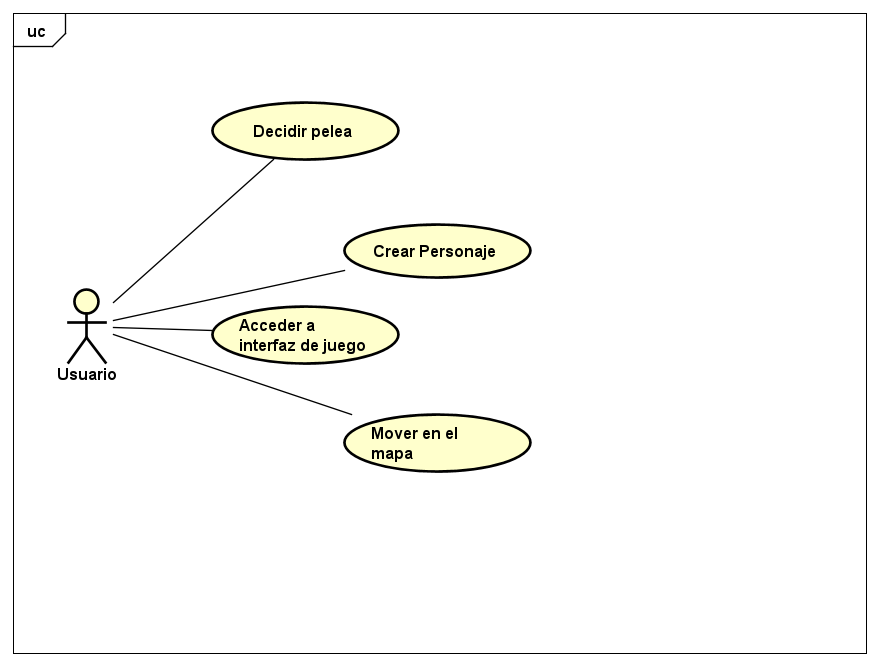 uc
Decidir pelea
Crear Personaje
Acceder a
interfaz de juego
Usuario
Mover en el
mapa